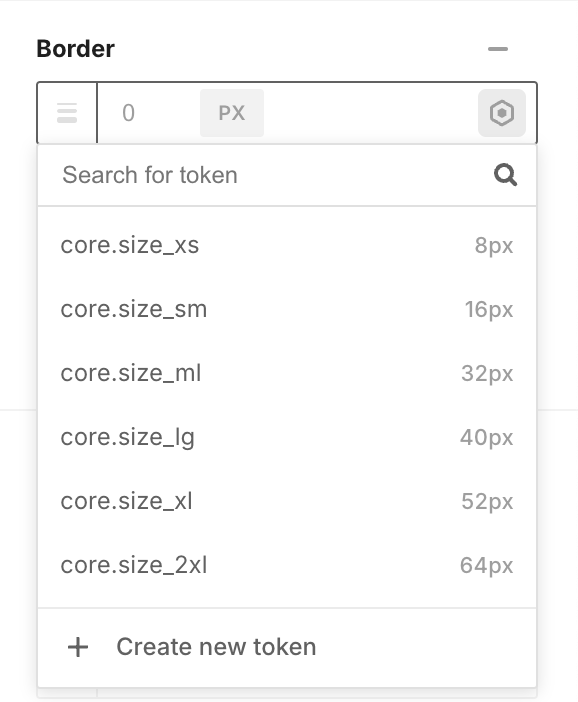 Border
0 PX
Search for token
core.size_xs 8px
core.size_sm 16px
core.size_ml 32px
core.size_lg 40px
core.size_xl 52px
core.size_2xl 64px
Create new token